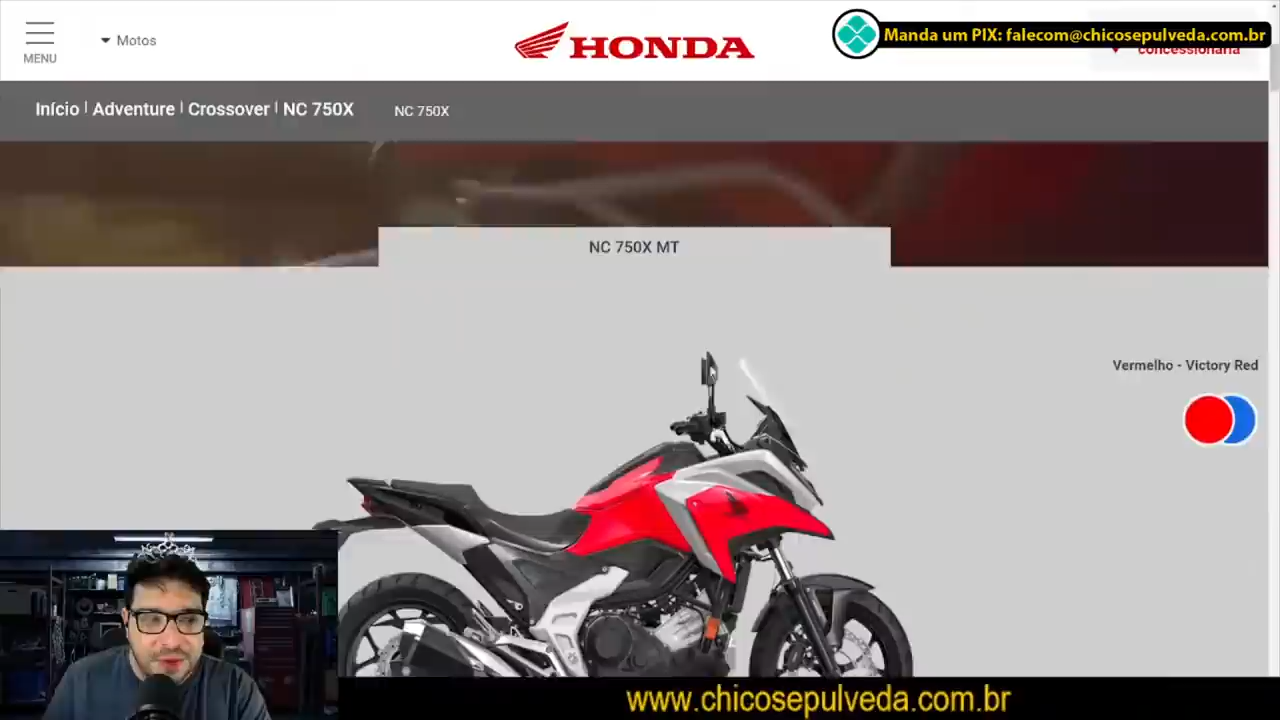 MENU
Motos
HONDA
Manda um PIX: falecom@chicosepulveda.com.br
concessionária
Início | Adventure | Crossover | NC 750X
NC 750X
NC 750X MT
Vermelho - Victory Red
www.chicosepulveda.com.br